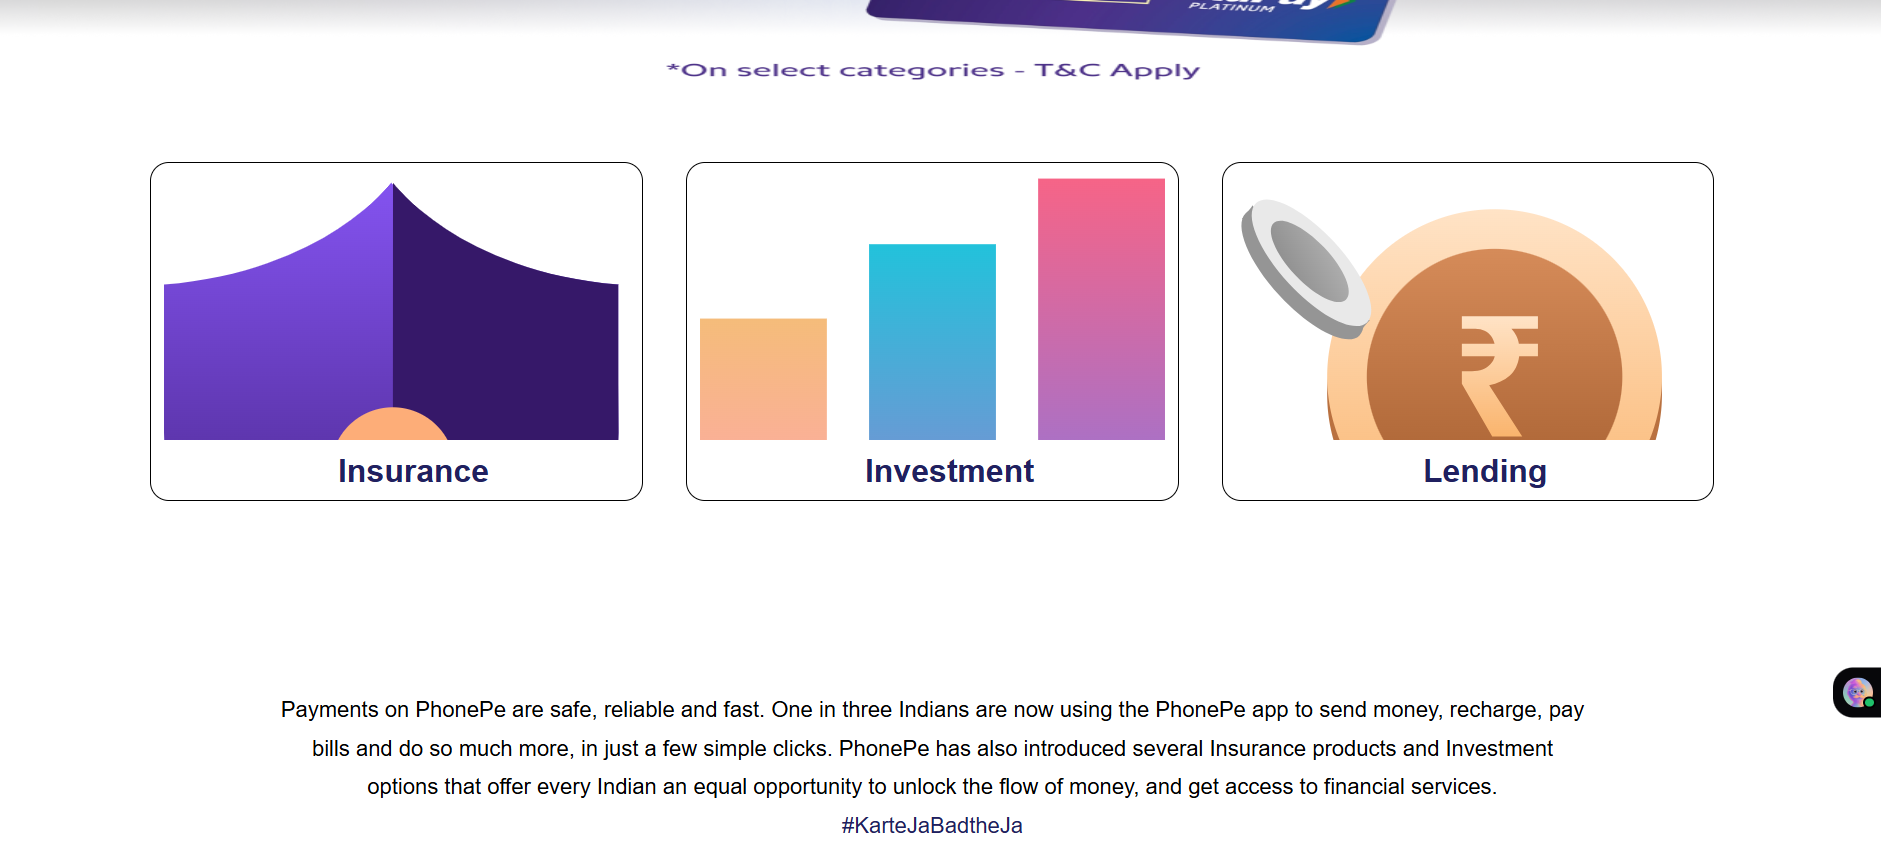 PLATINUM
*On select categories - T&C Apply
₹
Insurance
Investment
Lending
Payments on PhonePe are safe, reliable and fast. One in three Indians are now using the PhonePe app to send money, recharge, pay
bills and do so much more, in just a few simple clicks. PhonePe has also introduced several Insurance products and Investment
options that offer every Indian an equal opportunity to unlock the flow of money, and get access to financial services.
#KarteJaBadtheJa